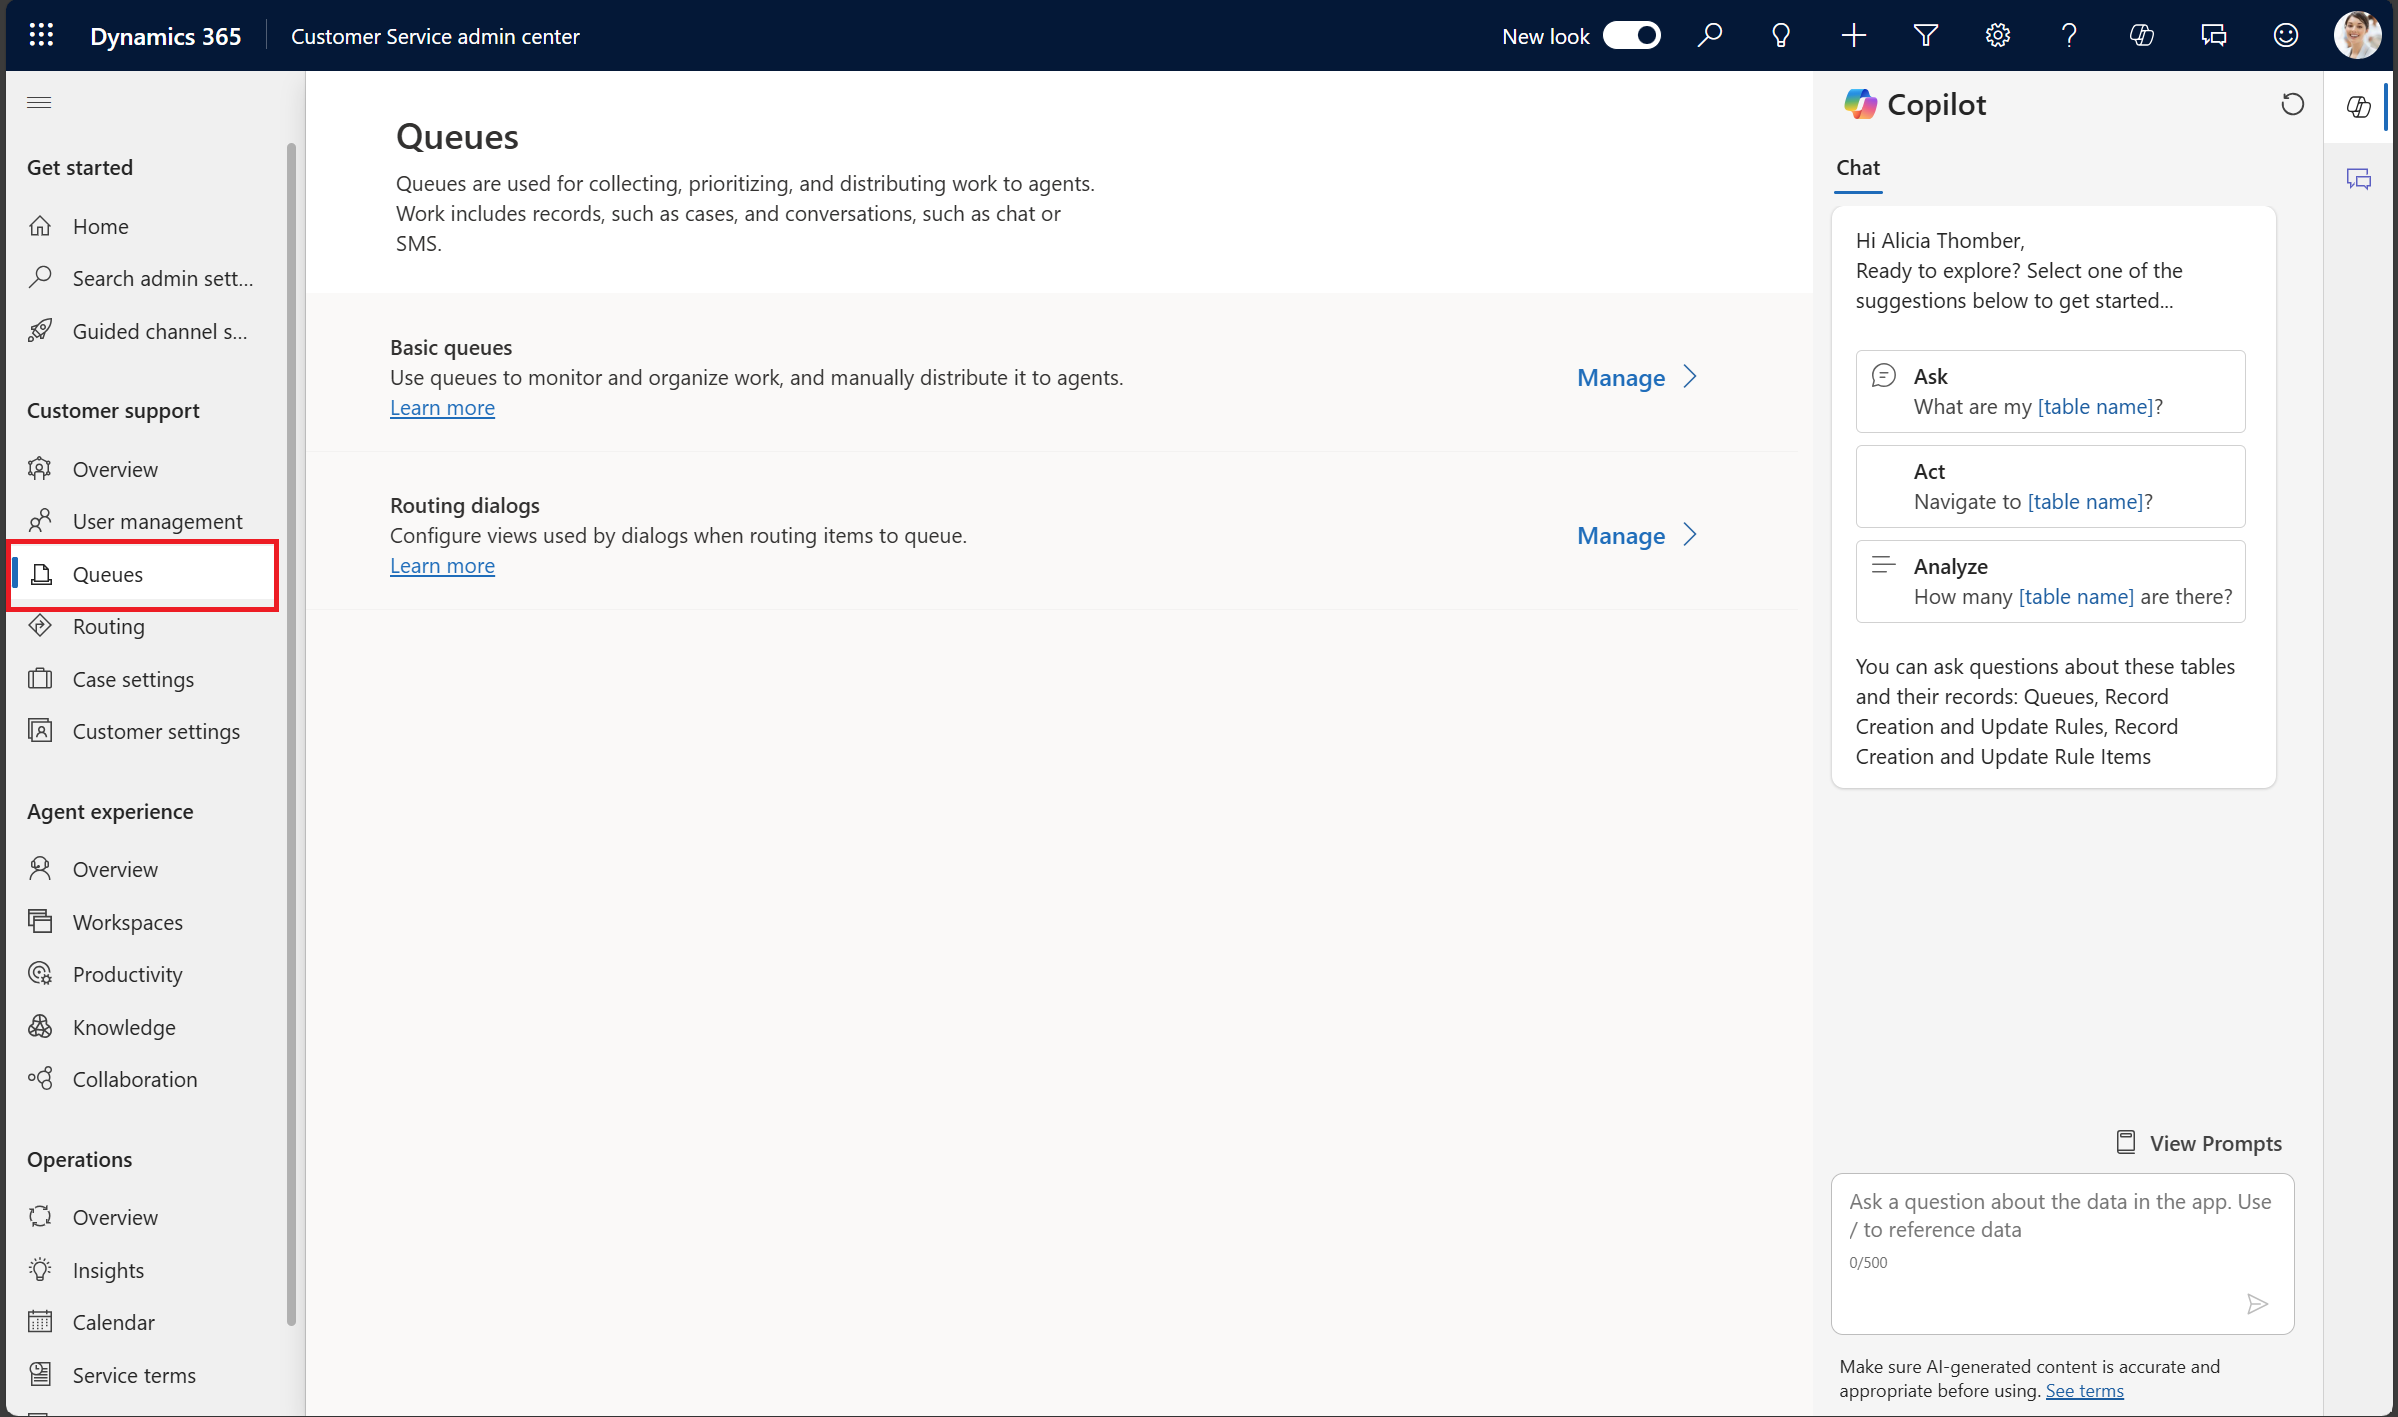 Dynamics 365
Customer Service admin center
New look
Get started
Home
Search admin sett...
Guided channel s...
Customer support
Overview
User management
Queues
Routing
Case settings
Customer settings
Agent experience
Overview
Workspaces
Productivity
Knowledge
Collaboration
Operations
Overview
Insights
Calendar
Service terms
Queues
Queues are used for collecting, prioritizing, and distributing work to agents.
Work includes records, such as cases, and conversations, such as chat or
SMS.
Basic queues
Use queues to monitor and organize work, and manually distribute it to agents.
Learn more
Manage
Routing dialogs
Configure views used by dialogs when routing items to queue.
Learn more
Manage
Copilot
Chat
Hi Alicia Thomber,
Ready to explore? Select one of the
suggestions below to get started...
Ask
What are my [table name]?
Act
Navigate to [table name]?
Analyze
How many [table name] are there?
You can ask questions about these tables
and their records: Queues, Record
Creation and Update Rules, Record
Creation and Update Rule Items
View Prompts
Ask a question about the data in the app. Use
/ to reference data
0/500
Make sure AI-generated content is accurate and
appropriate before using. See terms